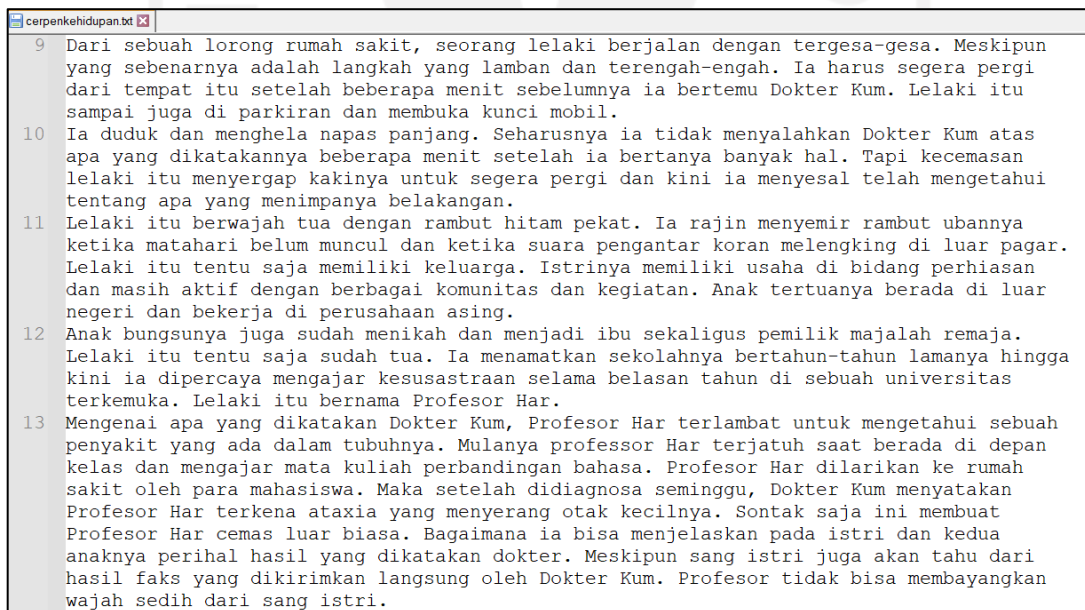 cerpenkehidupan.txt
9 Dari sebuah lorong rumah sakit, seorang lelaki berjalan dengan tergesa-gesa. Meskipun
yang sebenarnya adalah langkah yang lamban dan terengah-engah. Ia harus segera pergi
dari tempat itu setelah beberapa menit sebelumnya ia bertemu Dokter Kum. Lelaki itu
sampai juga di parkiran dan membuka kunci mobil.
10 Ia duduk dan menghela napas panjang. Seharusnya ia tidak menyalahkan Dokter Kum atas
apa yang dikatakannya beberapa menit setelah ia bertanya banyak hal. Tapi kecemasan
lelaki itu menyergap kakinya untuk segera pergi dan kini ia menyesal telah mengetahui
tentang apa yang menimpanya belakangan.
11 Lelaki itu berwajah tua dengan rambut hitam pekat. Ia rajin menyemir rambut ubannya
ketika matahari belum muncul dan ketika suara pengantar koran melengking di luar pagar.
Lelaki itu tentu saja memiliki keluarga. Istrinya memiliki usaha di bidang perhiasan
dan masih aktif dengan berbagai komunitas dan kegiatan. Anak tertuanya berada di luar
negeri dan bekerja di perusahaan asing.
12 Anak bungsunya juga sudah menikah dan menjadi ibu sekaligus pemilik majalah remaja.
Lelaki itu tentu saja sudah tua. Ia menamatkan sekolahnya bertahun-tahun lamanya hingga
kini ia dipercaya mengajar kesusastraan selama belasan tahun di sebuah universitas
terkemuka. Lelaki itu bernama Profesor Har.
13 Mengenai apa yang dikatakan Dokter Kum, Profesor Har terlambat untuk mengetahui sebuah
penyakit yang ada dalam tubuhnya. Mulanya professor Har terjatuh saat berada di depan
kelas dan mengajar mata kuliah perbandingan bahasa. Profesor Har dilarikan ke rumah
sakit oleh para mahasiswa. Maka setelah didiagnosa seminggu, Dokter Kum menyatakan
Profesor Har terkena ataxia yang menyerang otak kecilnya. Sontak saja ini membuat
Profesor Har cemas luar biasa. Bagaimana ia bisa menjelaskan pada istri dan kedua
anaknya perihal hasil yang dikatakan dokter. Meskipun sang istri juga akan tahu dari
hasil faks yang dikirimkan langsung oleh Dokter Kum. Profesor tidak bisa membayangkan
wajah sedih dari sang istri.